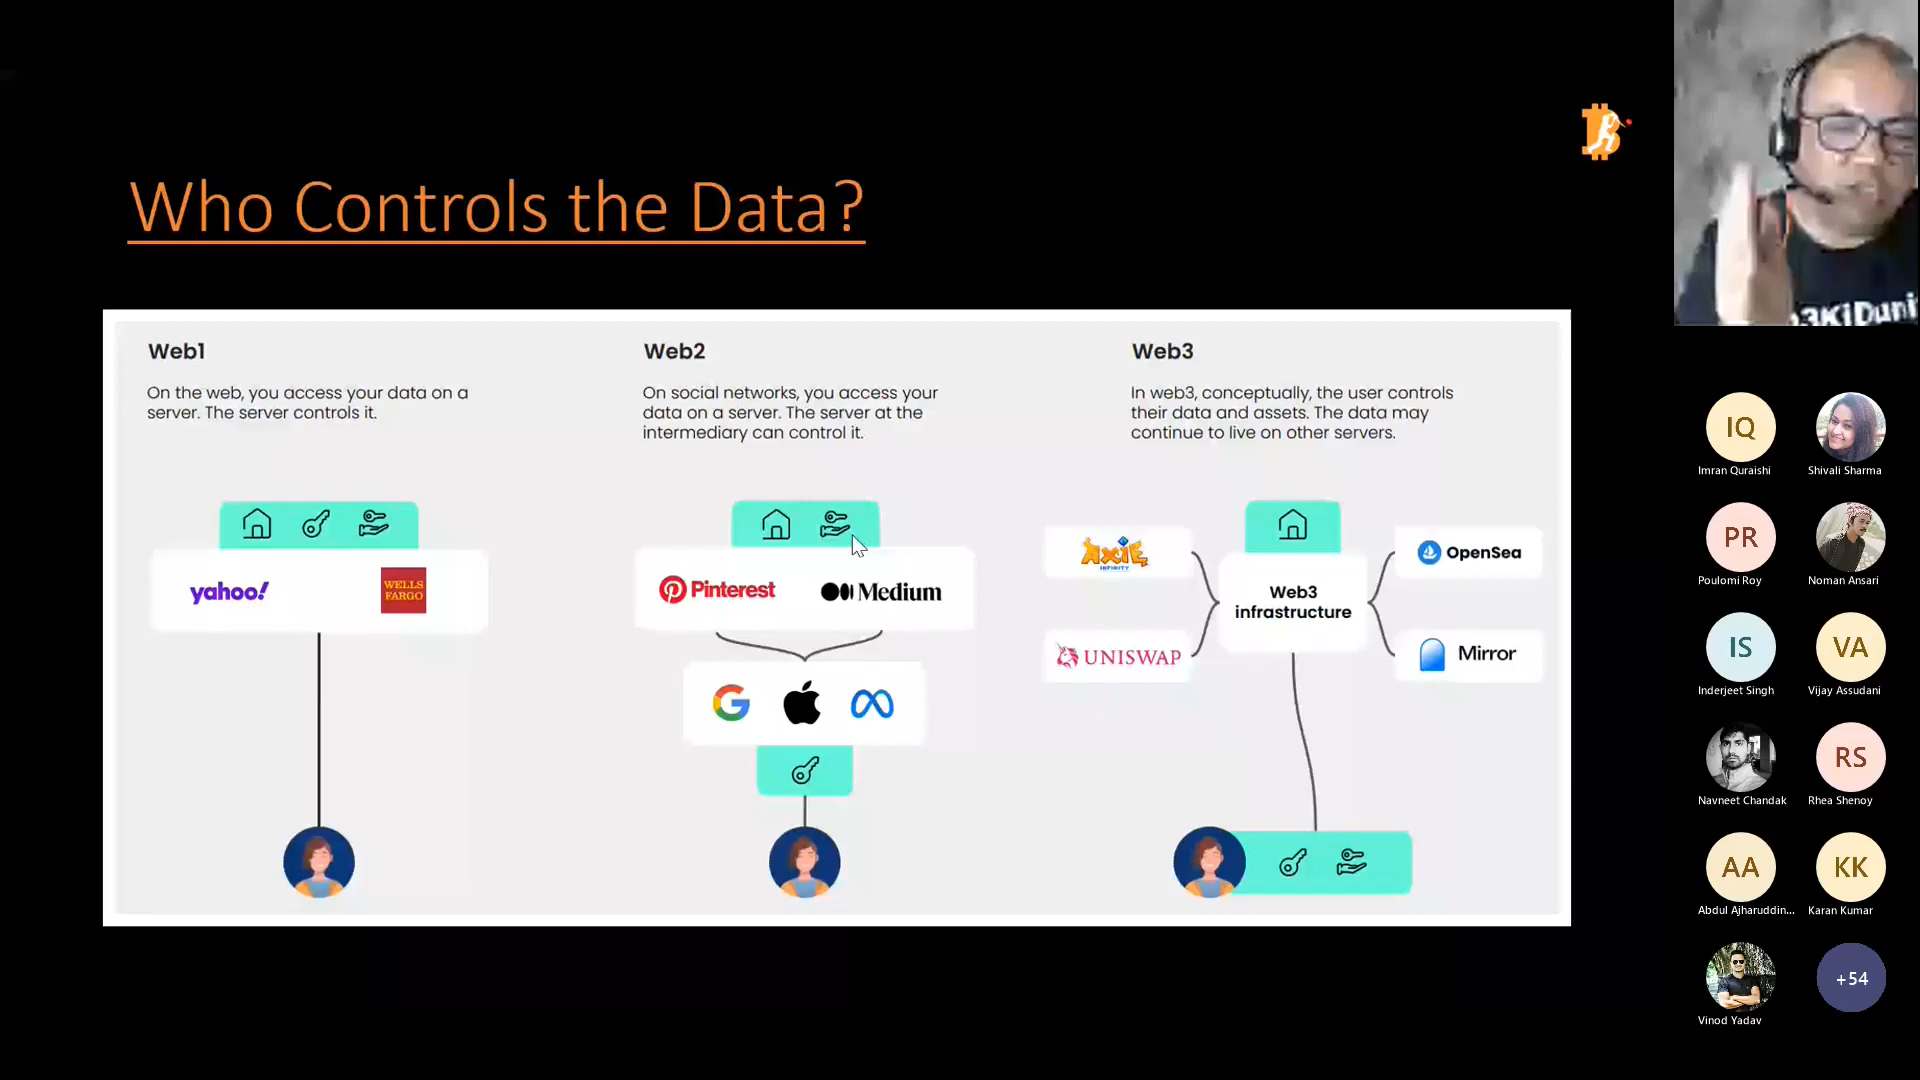 Who Controls the Data?
Web1
On the web, you access your data on a
server. The server controls it.
yahoo!
WELLS
FARGO
Web2
On social networks, you access your
data on a server. The server at the
intermediary can control it.
Pinterest
Medium
Web3
In web3, conceptually, the user controls
their data and assets. The data may
continue to live on other servers.
AXIE
INFINITY
UNISWAP
Web3
infrastructure
OpenSea
Mirror
3KiDuni
IQ
Imran Quraishi
Shivali Sharma
PR
Poulomi Roy
Noman Ansari
IS
Inderjeet Singh
VA
Vijay Assudani
Navneet Chandak
RS
Rhea Shenoy
AA
Abdul Ajharuddin...
KK
Karan Kumar
Vinod Yadav
+54